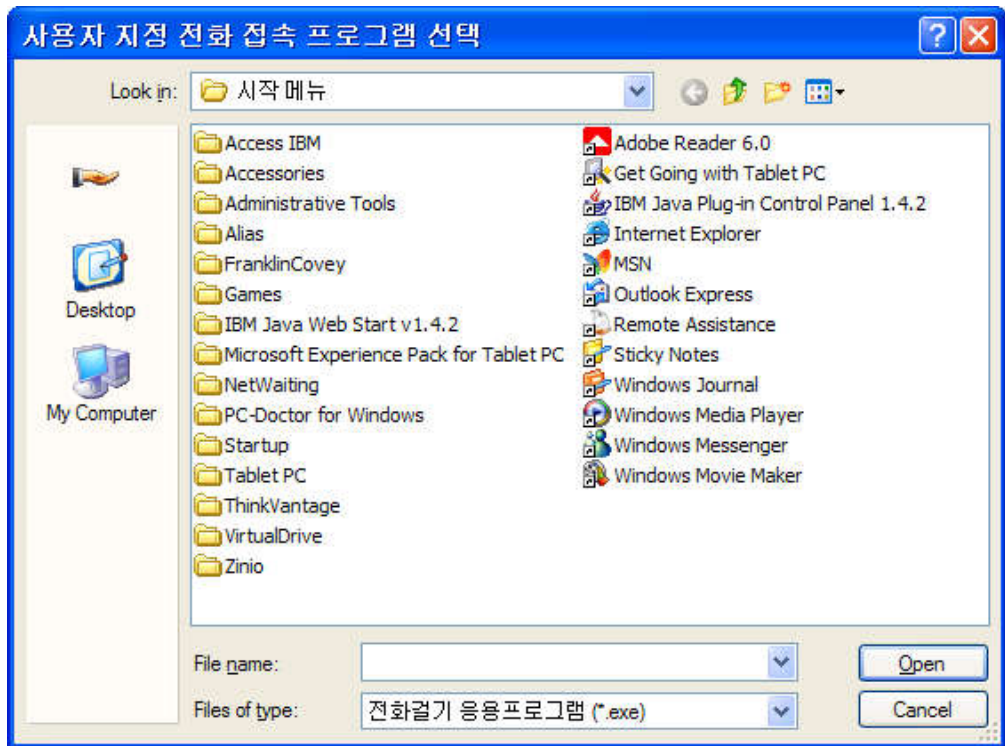 사용자 지정 전화 접속 프로그램 선택
Look in: 시작 메뉴
Desktop
My Computer
Access IBM
Accessories
Administrative Tools
Alias
FranklinCovey
Games
IBM Java Web Start v1.4.2
Microsoft Experience Pack for Tablet PC
NetWaiting
PC-Doctor for Windows
Startup
Tablet PC
ThinkVantage
VirtualDrive
Zinio
Adobe Reader 6.0
Get Going with Tablet PC
IBM Java Plug-in Control Panel 1.4.2
Internet Explorer
MSN
Outlook Express
Remote Assistance
Sticky Notes
Windows Journal
Windows Media Player
Windows Messenger
Windows Movie Maker
File name:
Open
Files of type: 전화걸기 응용프로그램 (*.exe)
Cancel